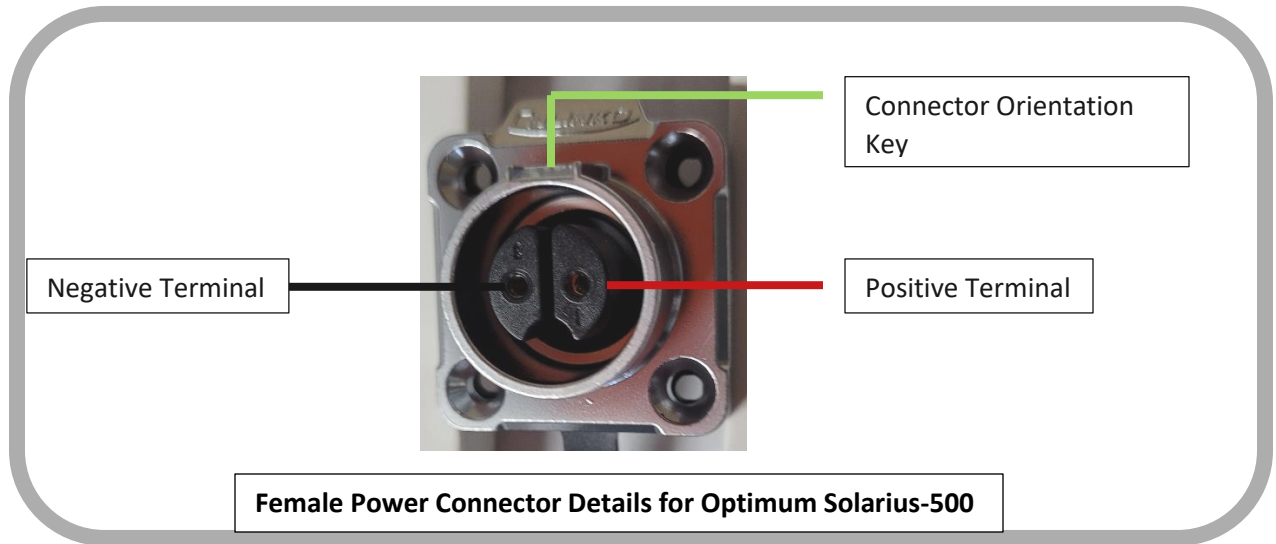 Connector Orientation
Key
Negative Terminal
Positive Terminal
Female Power Connector Details for Optimum Solarius-500